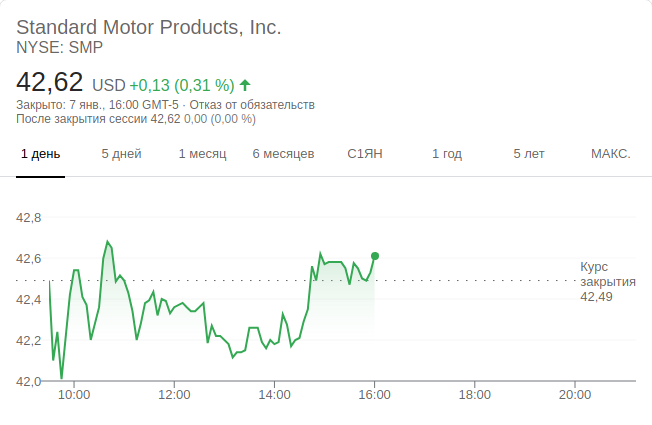 Standard Motor Products, Inc.
NYSE: SMP
42,62 USD +0,13 (0,31 %)
Закрыто: 7 янв., 16:00 GMT-5 · Отказ от обязательств
После закрытия сессии 42,62 0,00 (0,00 %)
1 день 5 дней 1 месяц 6 месяцев С1ЯН 1 год 5 лет МАКС.
42,8
42,6
42,4
42,2
42,0
Курс
закрытия
42,49
10:00 12:00 14:00 16:00 18:00 20:00